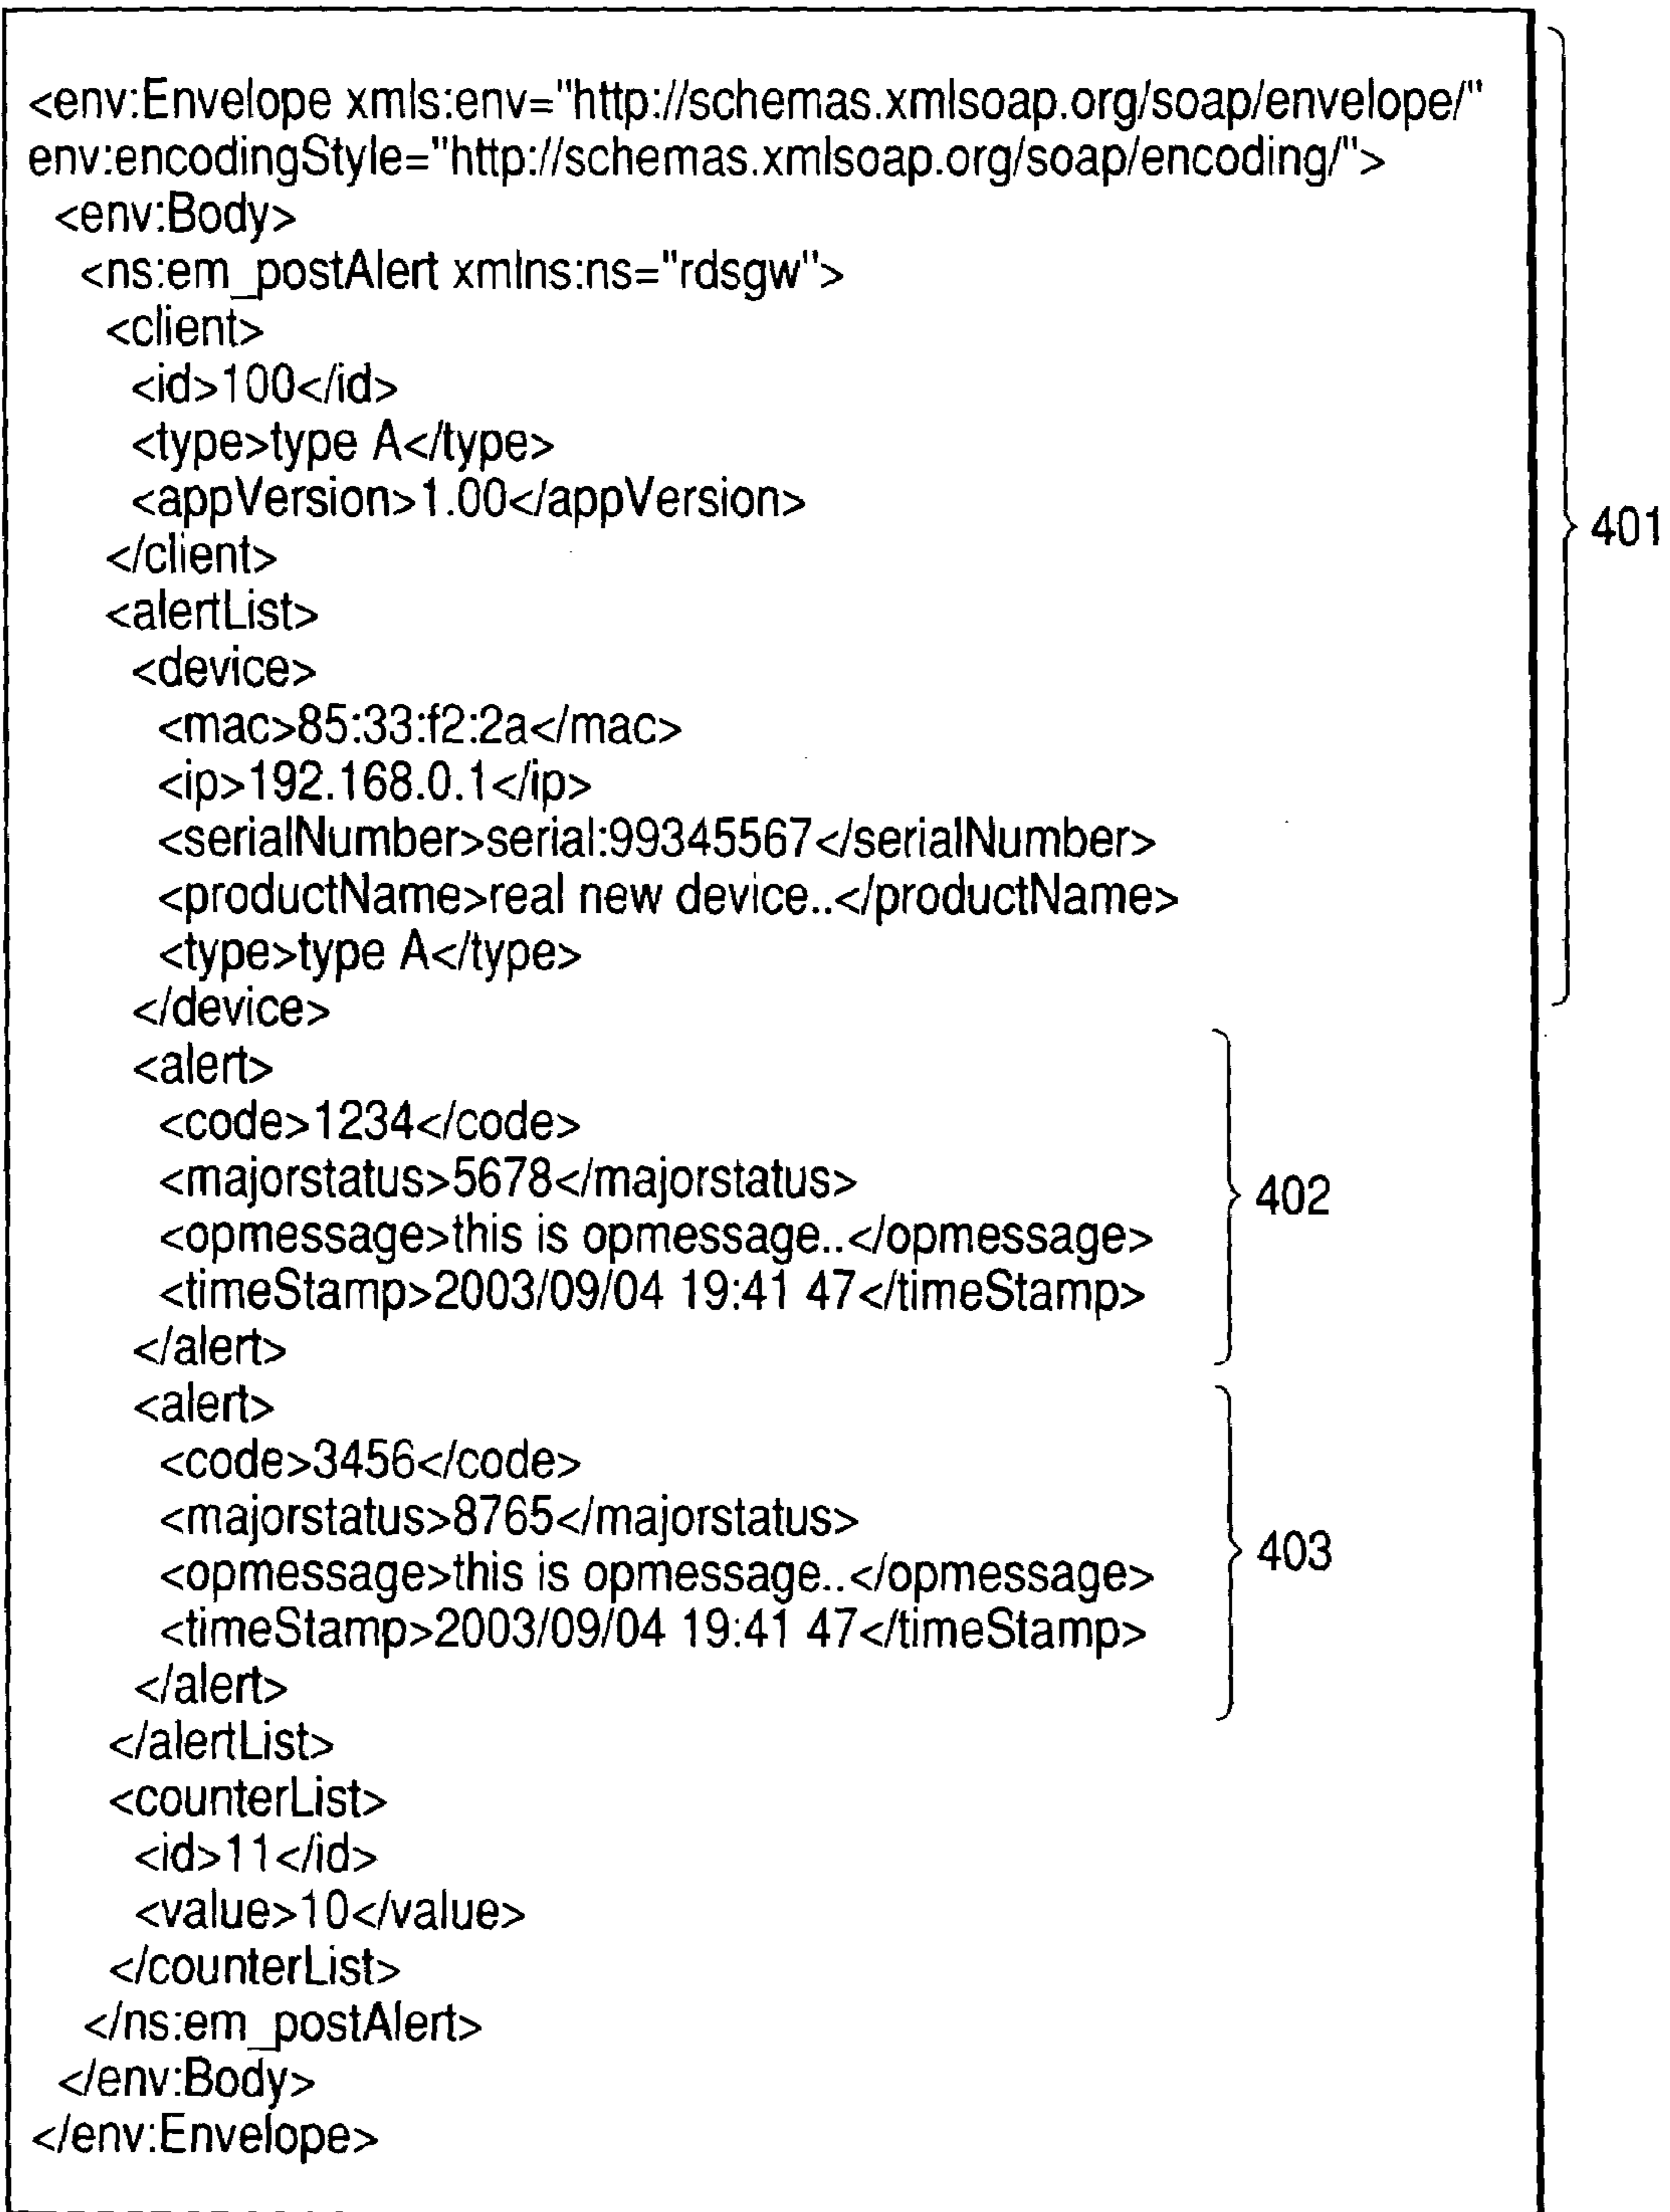 <env:Envelope xmls:env="http://schemas.xmlsoap.org/soap/envelope/"
env:encodingStyle="http://schemas.xmlsoap.org/soap/encoding/">
<env:Body>
<ns:em_postAlert xmlns:ns="rdsgw">
<client>
<id>100</id>
<type>type A</type>
<appVersion>1.00</appVersion>
401
</client>
<alertList>
<device>
<mac>85:33:f2:2a</mac>
<ip>192.168.0.1</ip>
<serialNumber>serial:99345567</serialNumber>
<productName>real new device..</productName>
<type>type A</type>
</device>
<alert>
<code>1234</code>
<majorstatus>5678</majorstatus>
402
<opmessage>this is opmessage..</opmessage>
<timeStamp>2003/09/04 19:41 47</timeStamp>
</alert>
<alert>
<code>3456</code>
<majorstatus>8765</majorstatus>
403
<opmessage>this is opmessage..</opmessage>
<timeStamp>2003/09/04 19:41 47</timeStamp>
</alert>
</alertList>
<counterList>
<id>11</id>
<value>10</value>
</counterList>
</ns:em_postAlert>
</env:Body>
</env:Envelope>